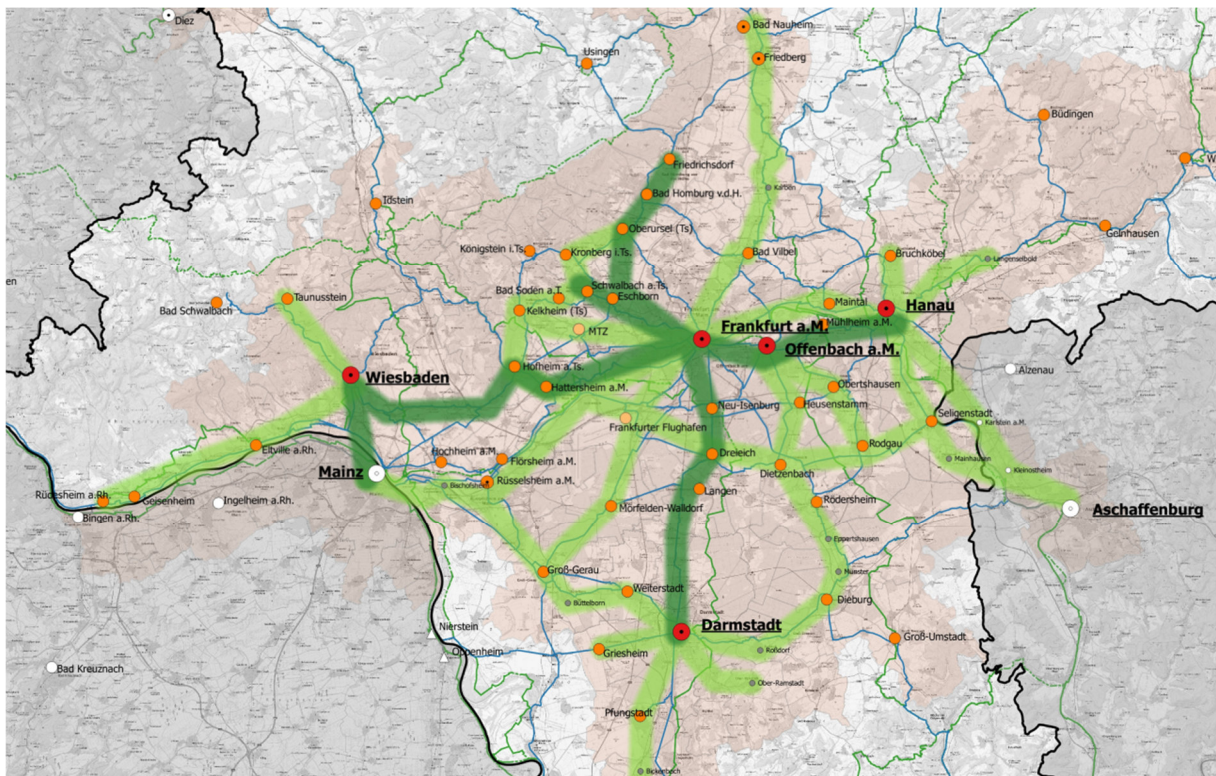 Diez
Bad Nauheim
Usingen
Friedberg
Büdingen
W
Friedrichsdorf
Karben
Bad Homburg v.d.H.
Idstein
Oberursel (Ts)
Gelnhausen
Königstein i.Ts.
Kronberg i.Ts.
Bad Vilbel
Bruchköbel
Langenselbold
en
Schwalbach a.Ts.
Bad Soden a.T.
Eschborn
Taunusstein
Bad Schwalbach
Kelkheim (Ts)
Maintal
Hanau
MTZ
Frankfurt a.M.
Mühlheim a.M.
Offenbach a.M.
Hofheim a.Ts.
Alzenau
Wiesbaden
Hattersheim a.M.
Obertshausen
Neu-Isenburg
Heusenstamm
Seligenstadt
Karlstein a.M.
Frankfurter Flughafen
Eltville a.Rh.
Rodgau
Hochheim a.M.
Flörsheim a.M.
Dreieich
Mainhausen
Mainz
Dietzenbach
Kleinostheim
Rüsselsheim a.M.
Bischofsheim
Langen
Rüdesheim a.Rh.
Geisenheim
Ingelheim a.Rh.
Rödersheim
Mörfelden-Walldorf
Aschaffenburg
Bingen a.Rh.
Eppertshausen
Groß-Gerau
Münster
Weiterstadt
Büttelborn
Dieburg
Nierstein
Darmstadt
Groß-Umstadt
Oppenheim
Griesheim
Roßdorf
Bad Kreuznach
Ober-Ramstadt
Pfungstadt
Bickenbach